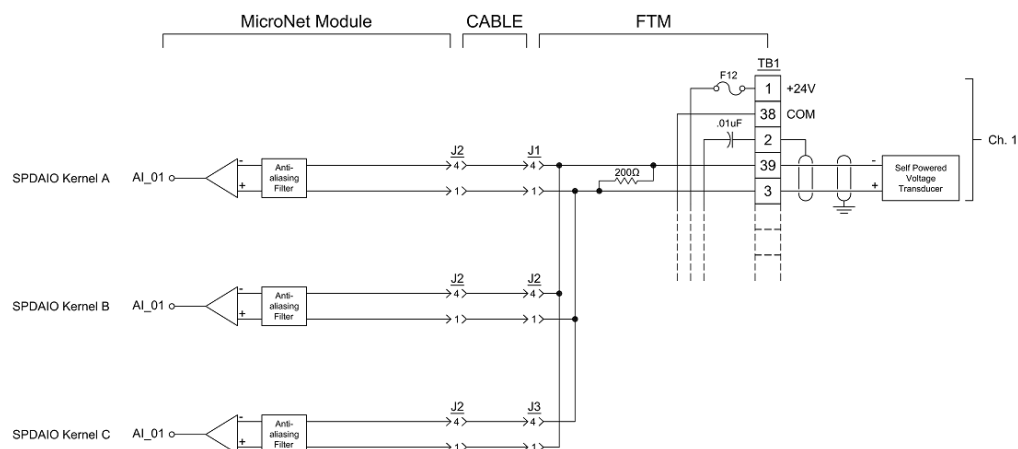 MicroNet Module CABLE FTM
TB1
F12
1 +24V
38 COM
.01uF
2
Ch. 1
J2 J1
- 4 4 39 -
SPDAIO Kernel A AI_01 Anti-
aliasing
Filter
200Ω
Self Powered
Voltage
Transducer
+ 1 1 3 +
J2 J2
- 4 4
SPDAIO Kernel B AI_01 Anti-
aliasing
Filter
+ 1 1
J2 J3
- 4 4
SPDAIO Kernel C AI_01 Anti-
aliasing
Filter
+ 1 1